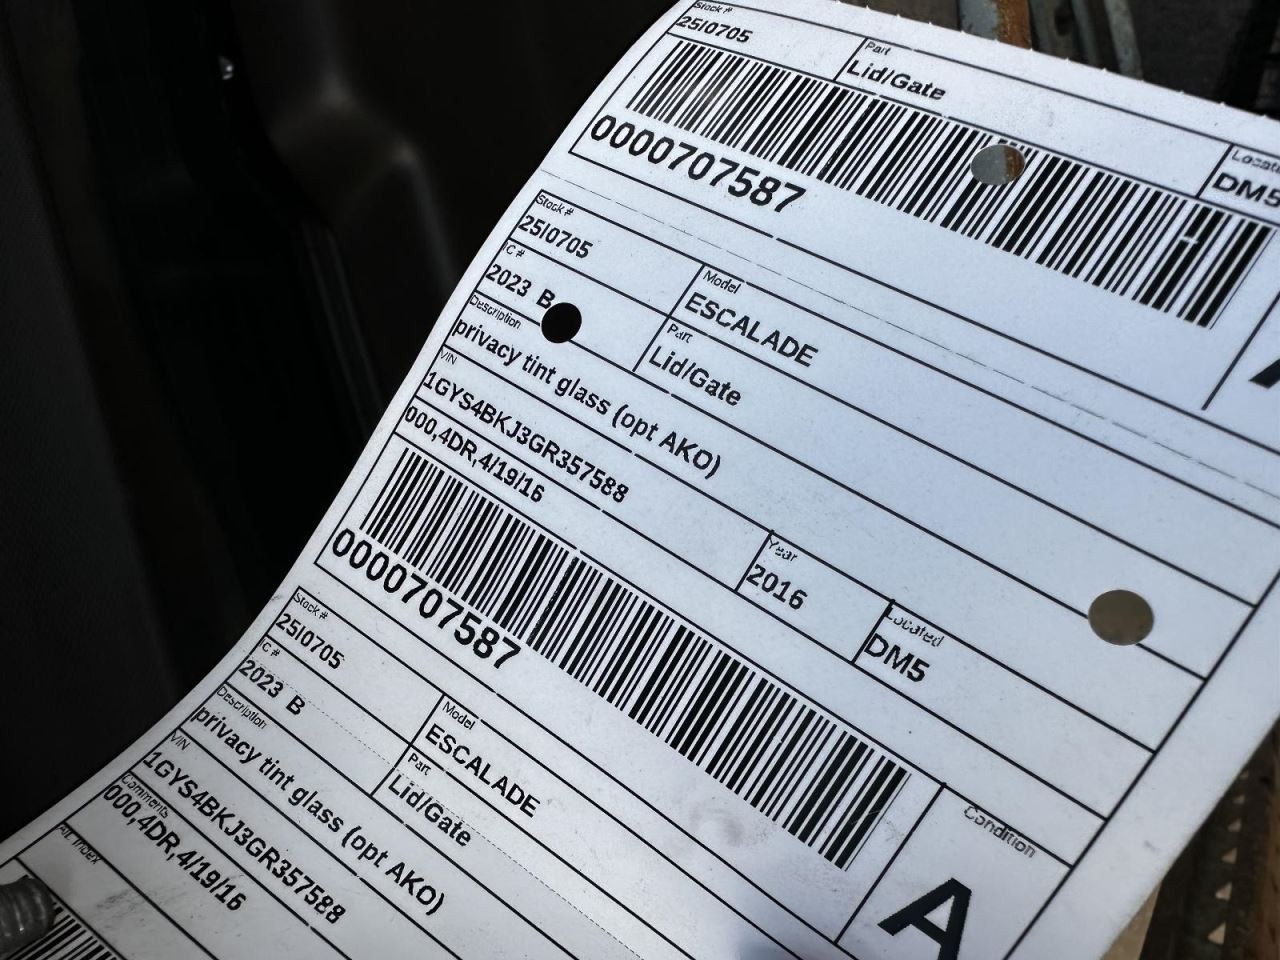 Stock #
25I0705
Part
Lid/Gate
Located
DM5
0000707587
A
Stock #
25I0705
Model
ESCALADE
IC #
2023 B
Part
Lid/Gate
Description
privacy tint glass (opt AKO)
VIN
1GYS4BKJ3GR357588
Year
2016
Located
DM5
000,4DR,4/19/16
0000707587
Condition
A
Stock #
25I0705
Model
ESCALADE
IC #
2023 B
Part
Lid/Gate
Description
privacy tint glass (opt AKO)
VIN
1GYS4BKJ3GR357588
Comments
000,4DR,4/19/16